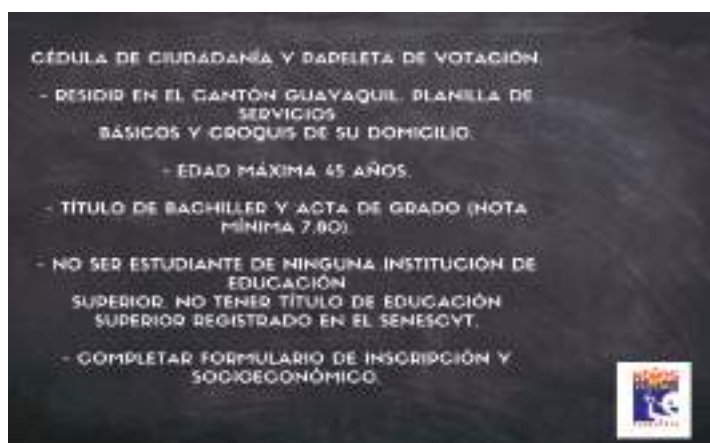 CÉDULA DE CIUDADANÍA Y PAPELETA DE VOTACIÓN
- RESIDIR EN EL CANTÓN GUAYAQUIL. PLANILLA DE
SERVICIOS
BÁSICOS Y CROQUIS DE SU DOMICILIO.
- EDAD MÁXIMA 45 AÑOS.
- TÍTULO DE BACHILLER Y ACTA DE GRADO (NOTA
MÍNIMA 7.80).
- NO SER ESTUDIANTE DE NINGUNA INSTITUCIÓN DE
EDUCACIÓN
SUPERIOR. NO TENER TÍTULO DE EDUCACIÓN
SUPERIOR REGISTRADO EN EL SENESCYT.
- COMPLETAR FORMULARIO DE INSCRIPCIÓN Y
SOCIOECONÓMICO.